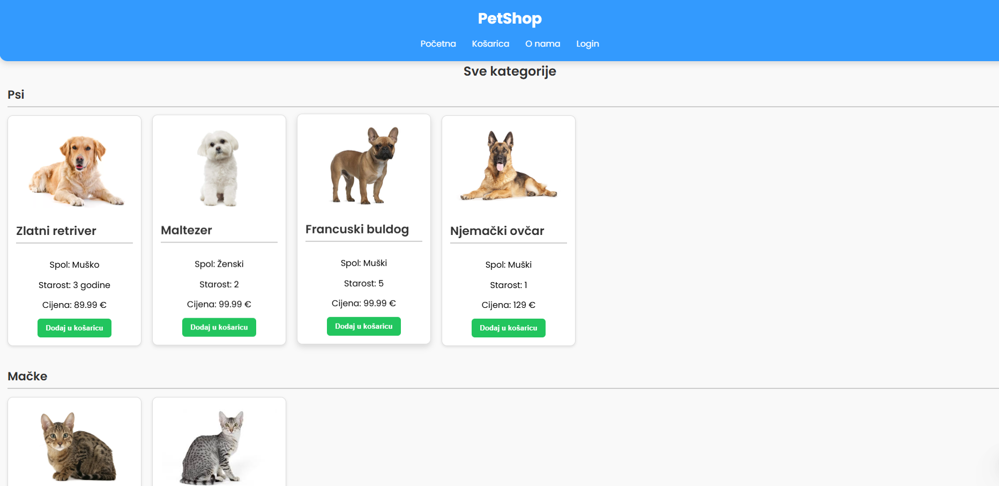 PetShop
Početna Košarica O nama Login
Sve kategorije
Psi
Zlatni retriver
Spol: Muško
Starost: 3 godine
Cijena: 89.99 €
Dodaj u košaricu
Maltezer
Spol: Ženski
Starost: 2
Cijena: 99.99 €
Dodaj u košaricu
Francuski buldog
Spol: Muški
Starost: 5
Cijena: 99.99 €
Dodaj u košaricu
Njemački ovčar
Spol: Muški
Starost: 1
Cijena: 129 €
Dodaj u košaricu
Mačke